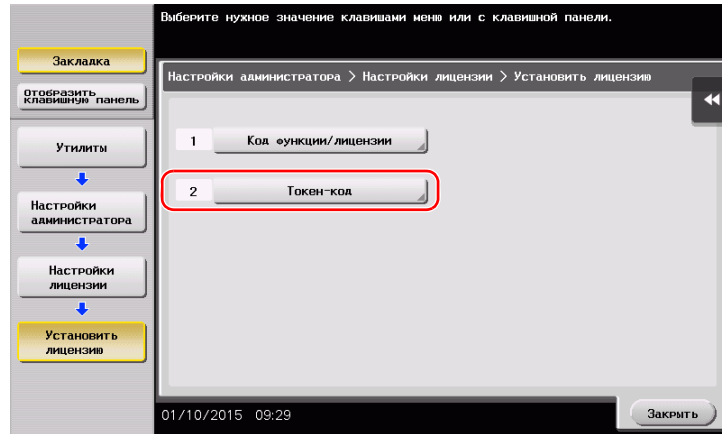 Выберите нужное значение клавишами меню или с клавишной панели.
Закладка
Отобразить
клавишную панель
Утилиты
Настройки
администратора
Настройки
лицензии
Установить
лицензию
Настройки администратора > Настройки лицензии > Установить лицензию
1 Код функции/лицензии
2 Токен-код
01/10/2015 09:29
Закрыть